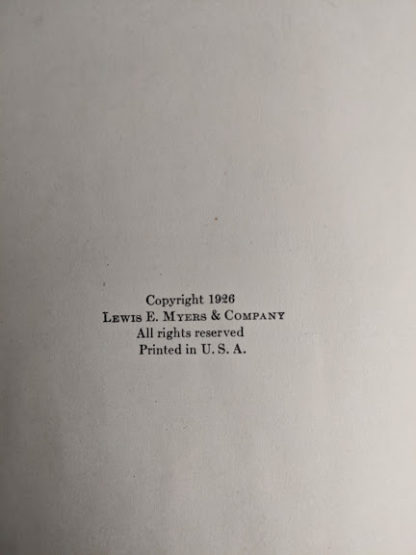 Copyright 1926
Lewis E. Myers & Company
All rights reserved
Printed in U. S. A.